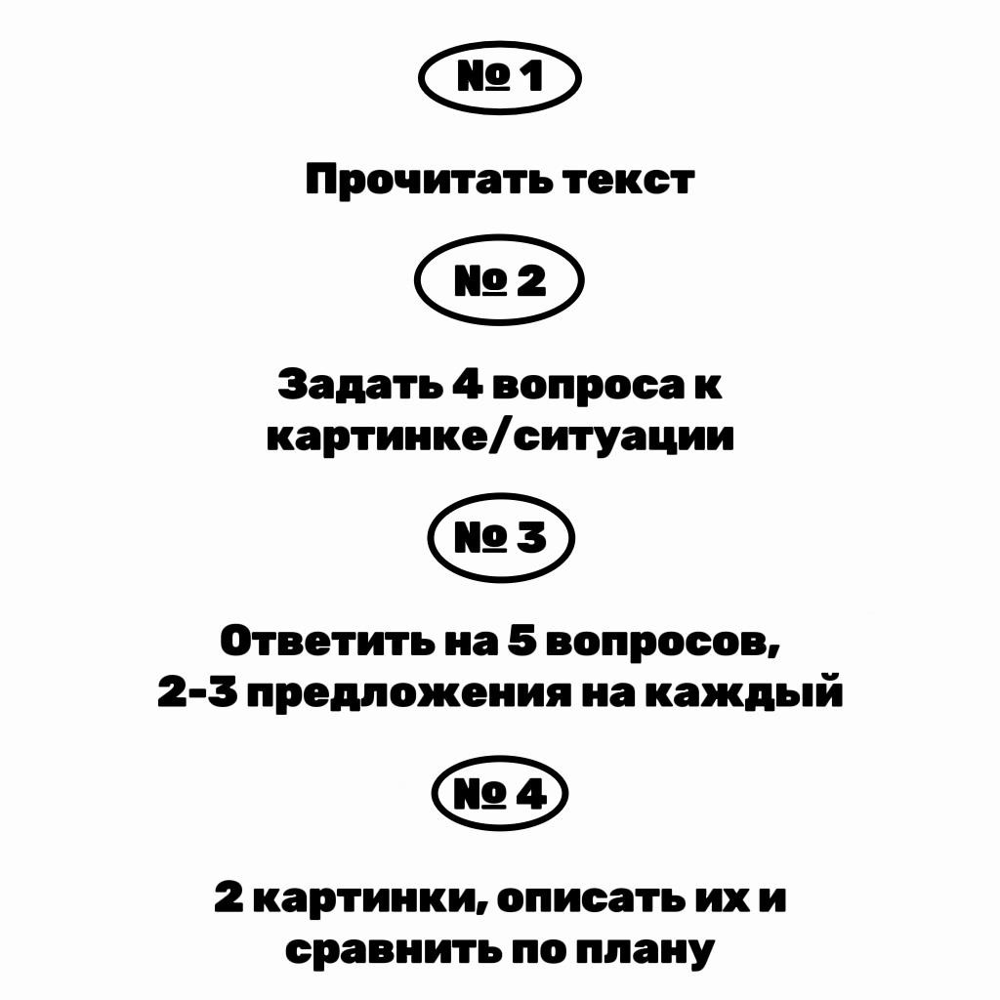 № 1
Прочитать текст
№ 2
Задать 4 вопроса к
картинке/ситуации
№ 3
Ответить на 5 вопросов,
2-3 предложения на каждый
№ 4
2 картинки, описать их и
сравнить по плану